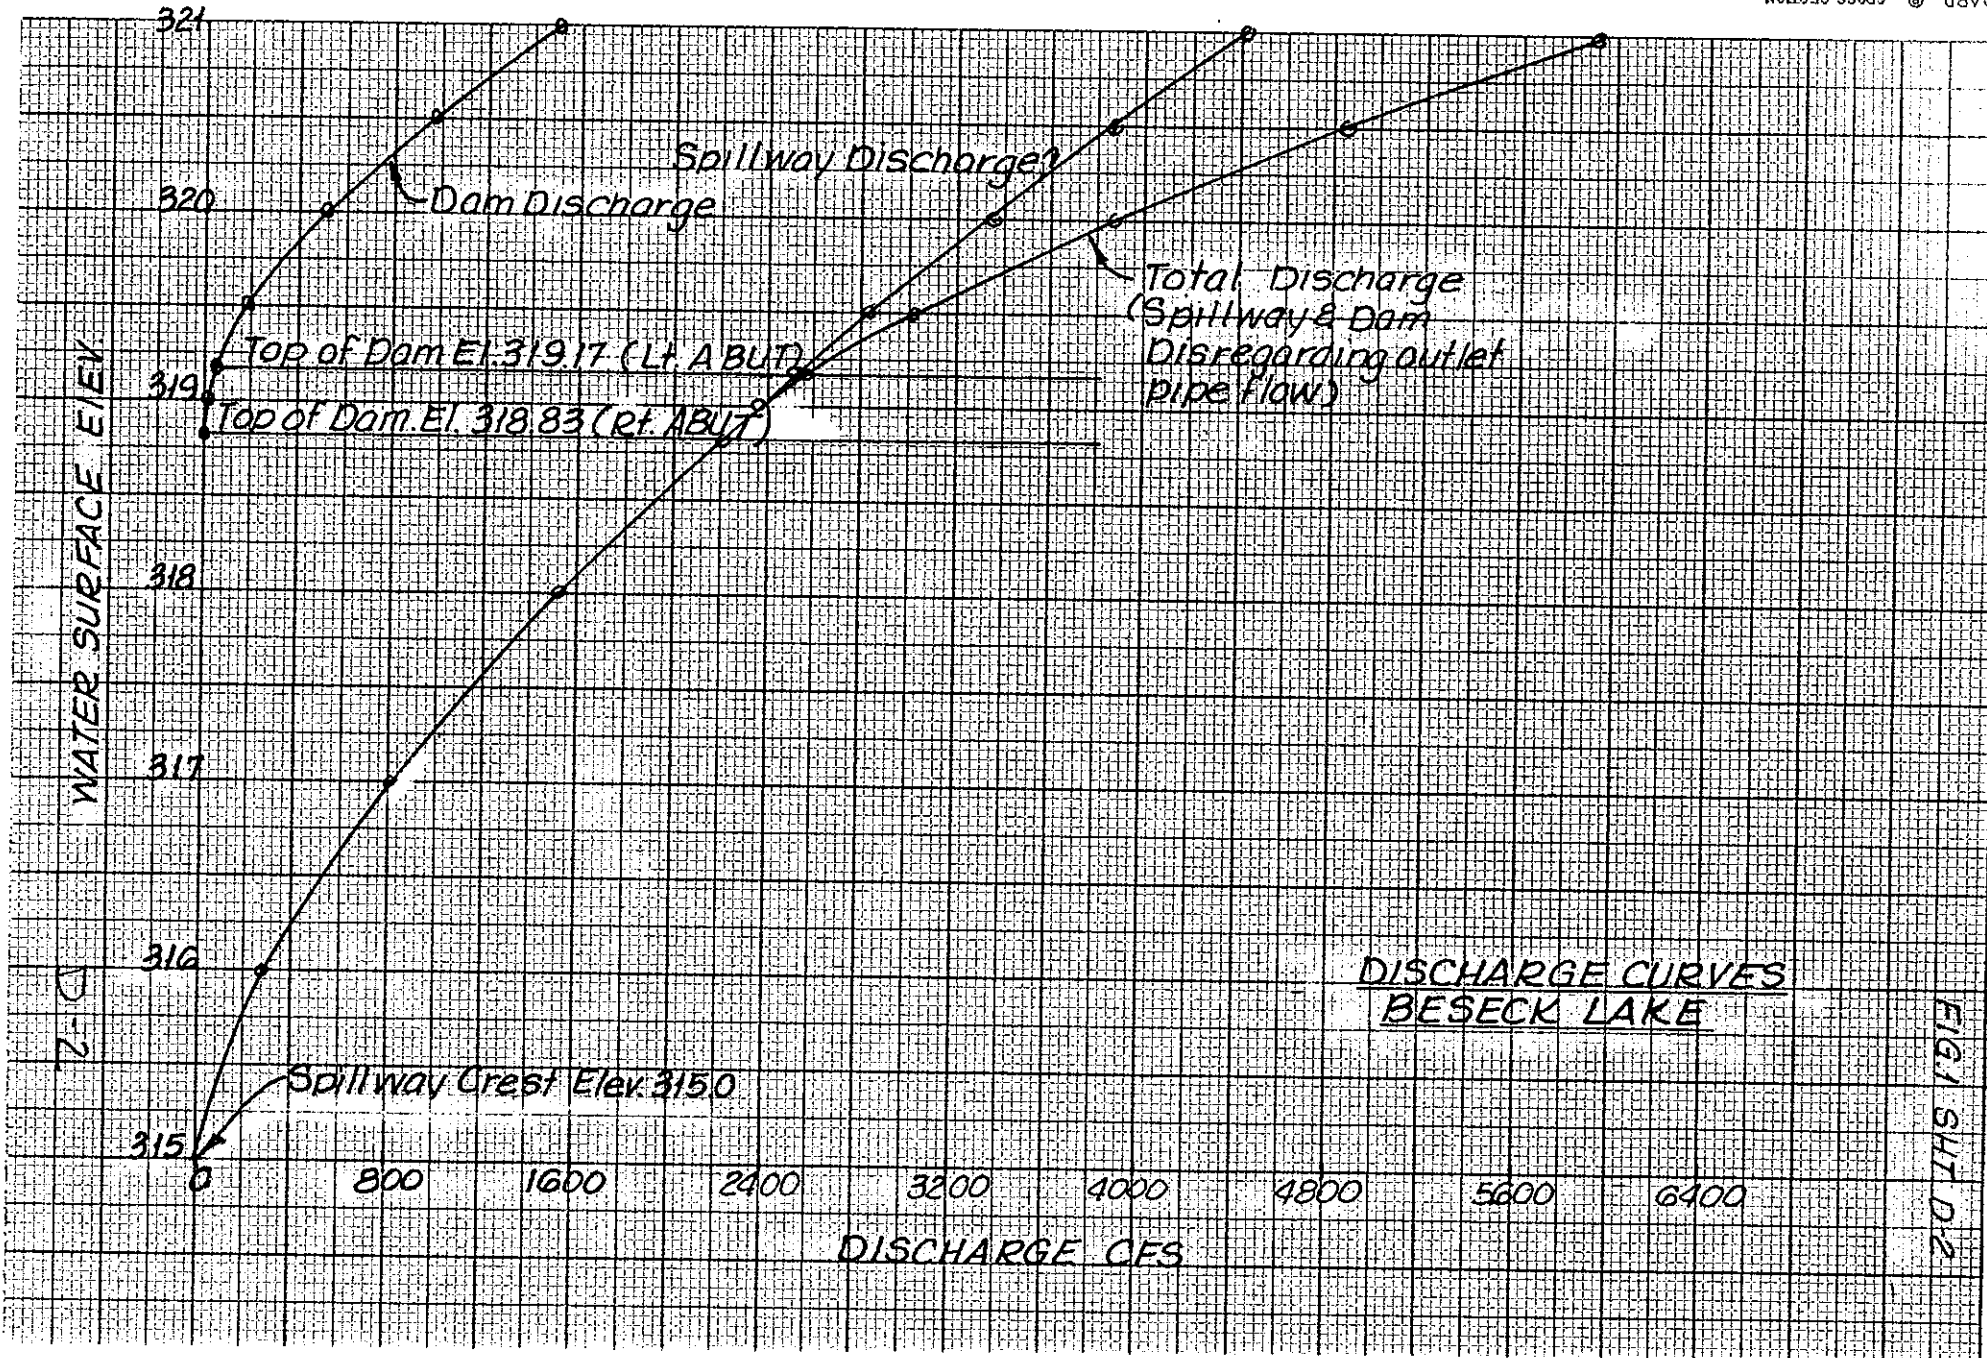 321
320
319
318
317
316
315
WATER SURFACE ElEV.
Spillway Discharge
Dam Discharge
Total Discharge
(Spillway & Dam
Disregarding outlet
pipe flow)
Top of Dam El. 319.17 (Lt. ABUT)
Top of Dam. El. 318.83 (Rt. ABUT)
Spillway Crest Elev. 315.0
0 800 1600 2400 3200 4000 4800 5600 6400
DISCHARGE CFS
DISCHARGE CURVES
BESECK LAKE
D-2
FIG.1 SHT D-2